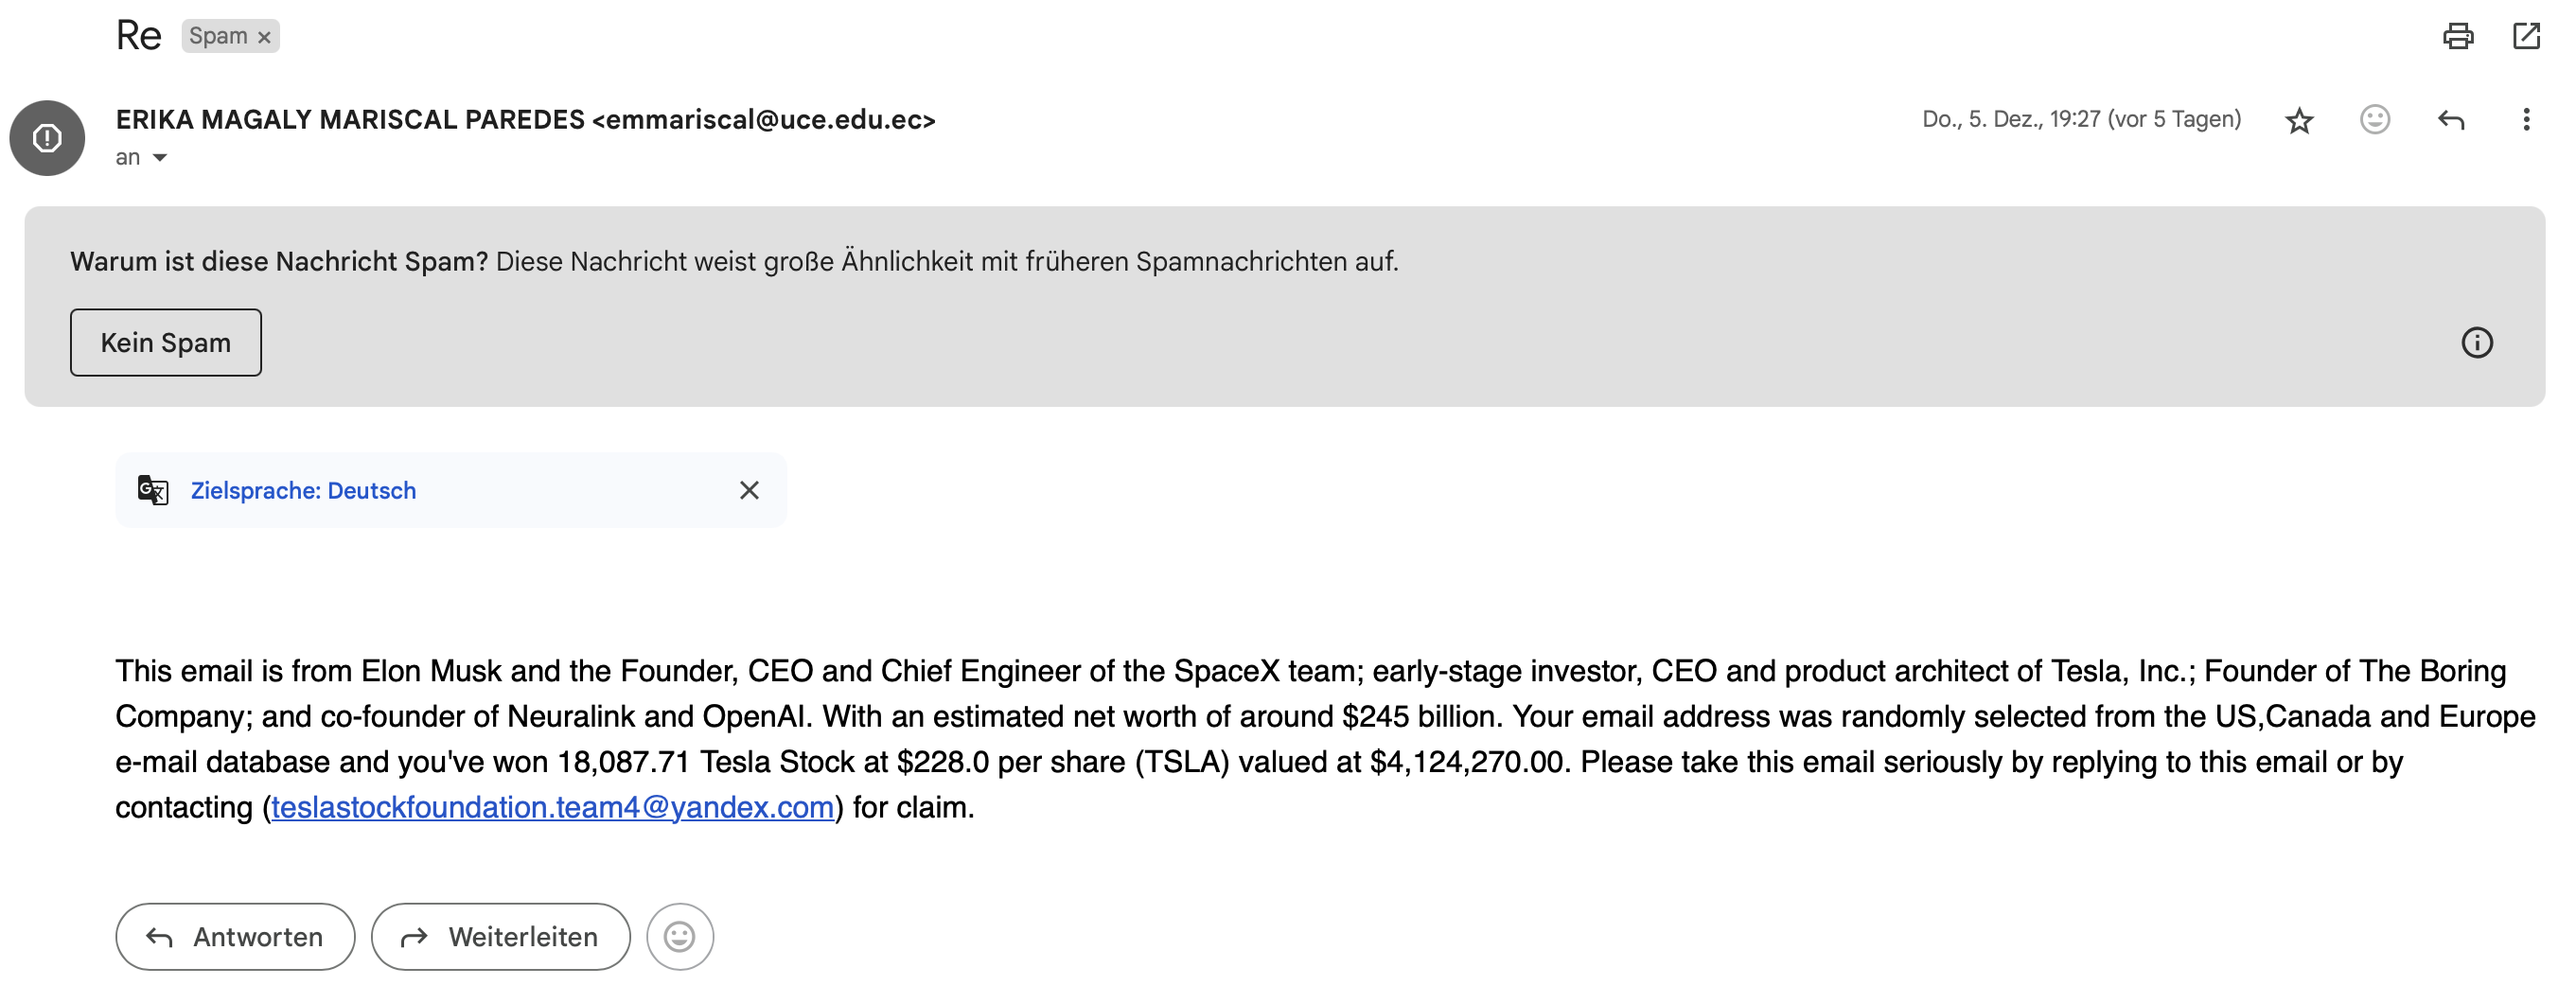 Re Spam ×
ERIKA MAGALY MARISCAL PAREDES <emmariscal@uce.edu.ec> Do., 5. Dez., 19:27 (vor 5 Tagen)
an
Warum ist diese Nachricht Spam? Diese Nachricht weist große Ähnlichkeit mit früheren Spamnachrichten auf.
Kein Spam
Zielsprache: Deutsch
This email is from Elon Musk and the Founder, CEO and Chief Engineer of the SpaceX team; early-stage investor, CEO and product architect of Tesla, Inc.; Founder of The Boring
Company; and co-founder of Neuralink and OpenAI. With an estimated net worth of around $245 billion. Your email address was randomly selected from the US,Canada and Europe
e-mail database and you've won 18,087.71 Tesla Stock at $228.0 per share (TSLA) valued at $4,124,270.00. Please take this email seriously by replying to this email or by
contacting (teslastockfoundation.team4@yandex.com) for claim.
Antworten Weiterleiten